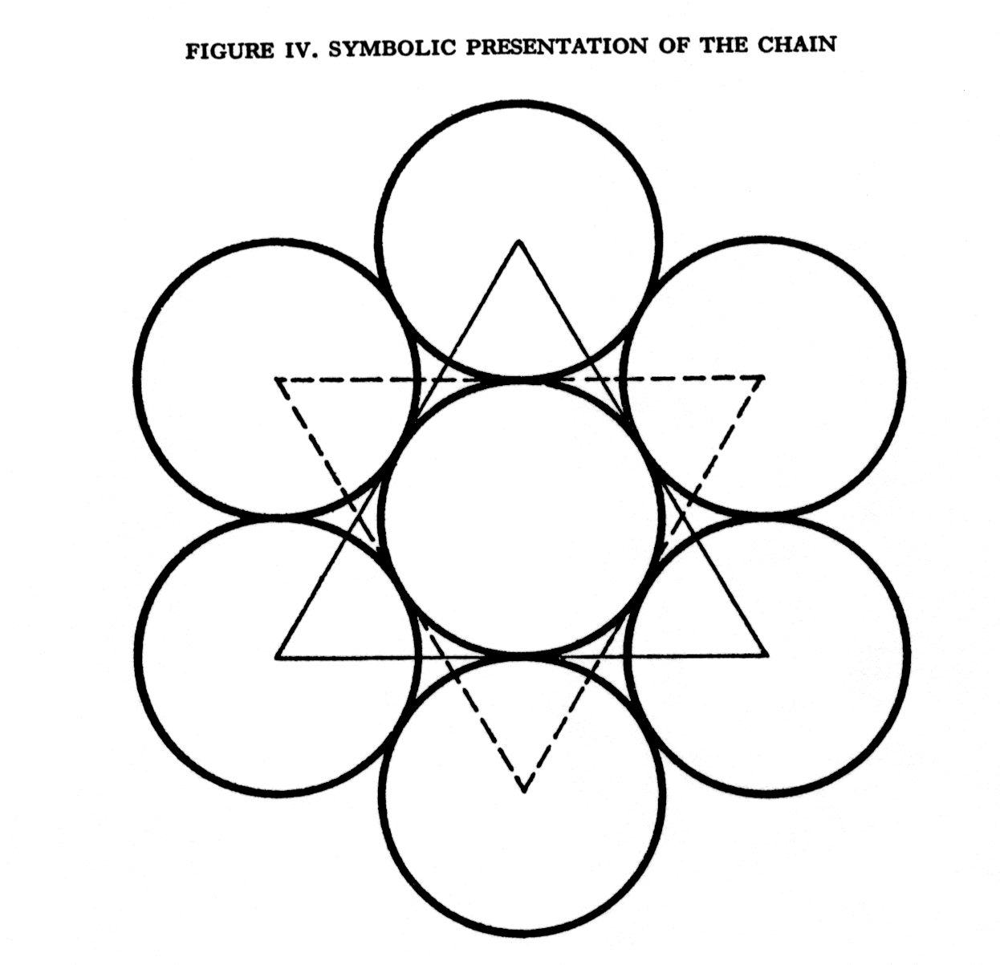 FIGURE IV. SYMBOLIC PRESENTATION OF THE CHAIN